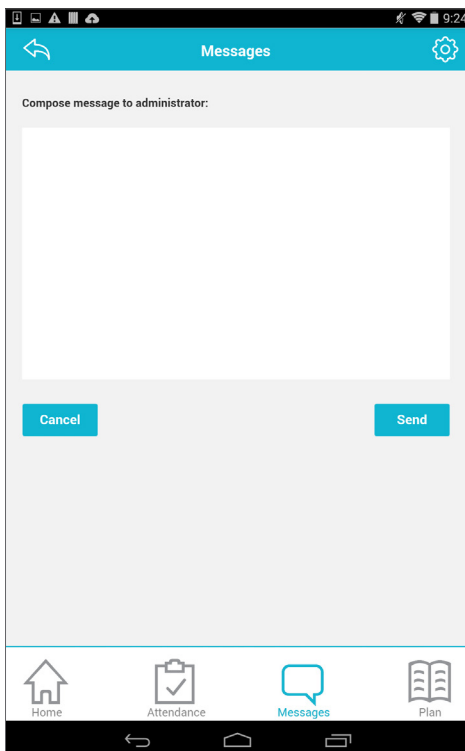 9:24
Messages
Compose message to administrator:
Cancel
Send
Home
Attendance
Messages
Plan